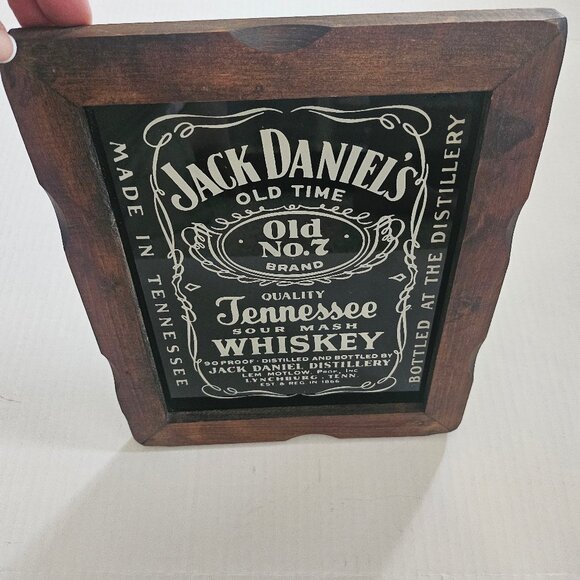 JACK DANIEL'S
OLD TIME
Old
No.7
BRAND
QUALITY
Tennessee
SOUR MASH
WHISKEY
90 PROOF · DISTILLED AND BOTTLED BY
JACK DANIEL DISTILLERY
LEM MOTLOW, PROP., INC
LYNCHBURG, TENN.
EST & REG IN 1866
MADE IN TENNESSEE
BOTTLED AT THE DISTILLERY